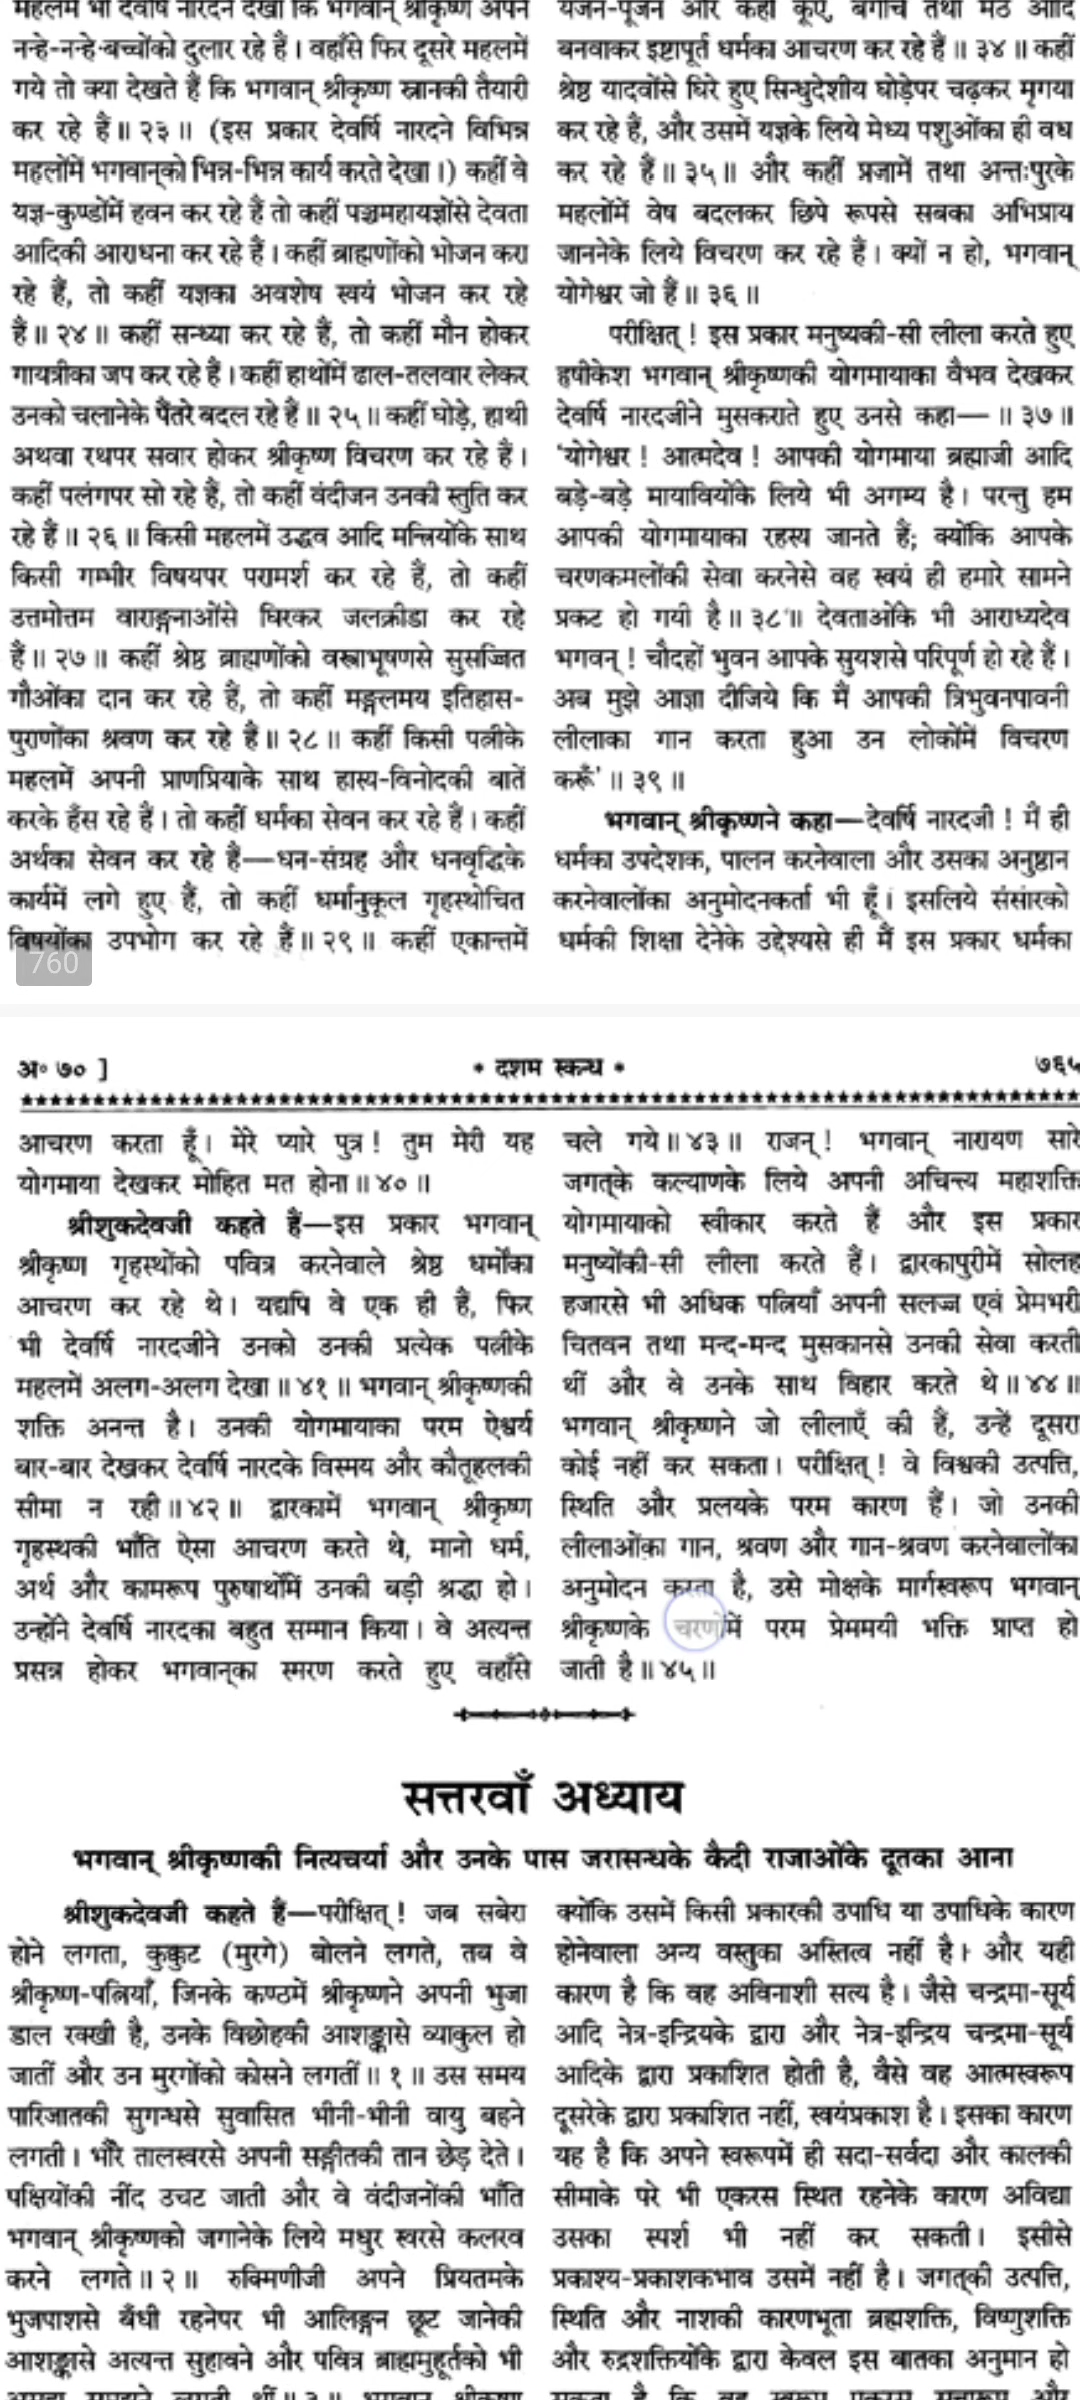 महलमें भी देवर्षि नारदने देखा कि भगवान् श्रीकृष्ण अपने
नन्हे-नन्हे-बच्चोंको दुलार रहे हैं। वहाँसे फिर दूसरे महलमें
गये तो क्या देखते हैं कि भगवान् श्रीकृष्ण स्नानकी तैयारी
कर रहे हैं॥ २३॥ (इस प्रकार देवर्षि नारदने विभिन्न
महलोंमें भगवान्‌को भिन्न-भिन्न कार्य करते देखा।) कहीं वे
यज्ञ-कुण्डोंमें हवन कर रहे हैं तो कहीं पञ्चमहायज्ञोंसे देवता
आदिकी आराधना कर रहे हैं। कहीं ब्राह्मणोंको भोजन करा
रहे हैं, तो कहीं यज्ञका अवशेष स्वयं भोजन कर रहे
हैं॥ २४॥ कहीं सन्ध्या कर रहे हैं, तो कहीं मौन होकर
गायत्रीका जप कर रहे हैं। कहीं हाथोंमें ढाल-तलवार लेकर
उनको चलानेके पैंतरे बदल रहे हैं॥ २५॥ कहीं घोड़े, हाथी
अथवा रथपर सवार होकर श्रीकृष्ण विचरण कर रहे हैं।
कहीं पलंगपर सो रहे हैं, तो कहीं वंदीजन उनकी स्तुति कर
रहे हैं॥ २६॥ किसी महलमें उद्धव आदि मन्त्रियोंके साथ
किसी गम्भीर विषयपर परामर्श कर रहे हैं, तो कहीं
उत्तमोत्तम वाराङ्गनाओंसे घिरकर जलक्रीडा कर रहे
हैं॥ २७॥ कहीं श्रेष्ठ ब्राह्मणोंको वस्त्राभूषणसे सुसज्जित
गौओंका दान कर रहे हैं, तो कहीं मङ्गलमय इतिहास-
पुराणोंका श्रवण कर रहे हैं॥ २८॥ कहीं किसी पत्नीके
महलमें अपनी प्राणप्रियाके साथ हास्य-विनोदकी बातें
करके हँस रहे हैं। तो कहीं धर्मका सेवन कर रहे हैं। कहीं
अर्थका सेवन कर रहे हैं—धन-संग्रह और धनवृद्धिके
कार्यमें लगे हुए हैं, तो कहीं धर्मानुकूल गृहस्थोचित
विषयोंका उपभोग कर रहे हैं॥ २९॥ कहीं एकान्तमें
760
यजन-पूजन और कहीं कूएँ, बगीचे तथा मठ आदि
बनवाकर इष्टापूर्त धर्मका आचरण कर रहे हैं॥ ३४॥ कहीं
श्रेष्ठ यादवोंसे घिरे हुए सिन्धुदेशीय घोड़ेपर चढ़कर मृगया
कर रहे हैं, और उसमें यज्ञके लिये मेध्य पशुओंका ही वध
कर रहे हैं॥ ३५॥ और कहीं प्रजामें तथा अन्तःपुरके
महलोंमें वेष बदलकर छिपे रूपसे सबका अभिप्राय
जाननेके लिये विचरण कर रहे हैं। क्यों न हो, भगवान्
योगेश्वर जो हैं॥ ३६॥
परीक्षित्! इस प्रकार मनुष्यकी-सी लीला करते हुए
हृषीकेश भगवान् श्रीकृष्णकी योगमायाका वैभव देखकर
देवर्षि नारदजीने मुसकराते हुए उनसे कहा—॥ ३७॥
'योगेश्वर! आत्मदेव! आपकी योगमाया ब्रह्माजी आदि
बड़े-बड़े मायावियोंके लिये भी अगम्य है। परन्तु हम
आपकी योगमायाका रहस्य जानते हैं; क्योंकि आपके
चरणकमलोंकी सेवा करनेसे वह स्वयं ही हमारे सामने
प्रकट हो गयी है॥ ३८॥ देवताओंके भी आराध्यदेव
भगवन्! चौदहों भुवन आपके सुयशसे परिपूर्ण हो रहे हैं।
अब मुझे आज्ञा दीजिये कि मैं आपकी त्रिभुवनपावनी
लीलाका गान करता हुआ उन लोकोंमें विचरण
करूँ'॥ ३९॥
भगवान् श्रीकृष्णने कहा—देवर्षि नारदजी! मैं ही
धर्मका उपदेशक, पालन करनेवाला और उसका अनुष्ठान
करनेवालोंका अनुमोदनकर्ता भी हूँ। इसलिये संसारको
धर्मकी शिक्षा देनेके उद्देश्यसे ही मैं इस प्रकार धर्मका
अ॰ ७०]
* दशम स्कन्ध *
७६५
आचरण करता हूँ। मेरे प्यारे पुत्र! तुम मेरी यह
योगमाया देखकर मोहित मत होना॥ ४०॥
श्रीशुकदेवजी कहते हैं—इस प्रकार भगवान्
श्रीकृष्ण गृहस्थोंको पवित्र करनेवाले श्रेष्ठ धर्मोंका
आचरण कर रहे थे। यद्यपि वे एक ही हैं, फिर
भी देवर्षि नारदजीने उनको उनकी प्रत्येक पत्नीके
महलमें अलग-अलग देखा॥ ४१॥ भगवान् श्रीकृष्णकी
शक्ति अनन्त है। उनकी योगमायाका परम ऐश्वर्य
बार-बार देखकर देवर्षि नारदके विस्मय और कौतूहलकी
सीमा न रही॥ ४२॥ द्वारकामें भगवान् श्रीकृष्ण
गृहस्थकी भाँति ऐसा आचरण करते थे, मानो धर्म,
अर्थ और कामरूप पुरुषार्थोंमें उनकी बड़ी श्रद्धा हो।
उन्होंने देवर्षि नारदका बहुत सम्मान किया। वे अत्यन्त
प्रसन्न होकर भगवान्‌का स्मरण करते हुए वहाँसे
चले गये॥ ४३॥ राजन्! भगवान् नारायण सारे
जगत्‌के कल्याणके लिये अपनी अचिन्त्य महाशक्ति
योगमायाको स्वीकार करते हैं और इस प्रकार
मनुष्योंकी-सी लीला करते हैं। द्वारकापुरीमें सोलह
हजारसे भी अधिक पत्नियाँ अपनी सलज्ज एवं प्रेमभरी
चितवन तथा मन्द-मन्द मुसकानसे उनकी सेवा करती
थीं और वे उनके साथ विहार करते थे॥ ४४॥
भगवान् श्रीकृष्णने जो लीलाएँ की हैं, उन्हें दूसरा
कोई नहीं कर सकता। परीक्षित्! वे विश्वकी उत्पत्ति,
स्थिति और प्रलयके परम कारण हैं। जो उनकी
लीलाओंका गान, श्रवण और गान-श्रवण करनेवालोंका
अनुमोदन करता है, उसे मोक्षके मार्गस्वरूप भगवान्
श्रीकृष्णके चरणोंमें परम प्रेममयी भक्ति प्राप्त हो
जाती है॥ ४५॥
सत्तरवाँ अध्याय
भगवान् श्रीकृष्णकी नित्यचर्या और उनके पास जरासन्धके कैदी राजाओंके दूतका आना
श्रीशुकदेवजी कहते हैं—परीक्षित्! जब सबेरा
होने लगता, कुक्कुट (मुरगे) बोलने लगते, तब वे
श्रीकृष्ण-पत्नियाँ, जिनके कण्ठमें श्रीकृष्णने अपनी भुजा
डाल रक्खी है, उनके विछोहकी आशङ्कासे व्याकुल हो
जातीं और उन मुरगोंको कोसने लगतीं॥ १॥ उस समय
पारिजातकी सुगन्धसे सुवासित भीनी-भीनी वायु बहने
लगती। भौंरे तालस्वरसे अपनी सङ्गीतकी तान छेड़ देते।
पक्षियोंकी नींद उचट जाती और वे वंदीजनोंकी भाँति
भगवान् श्रीकृष्णको जगानेके लिये मधुर स्वरसे कलरव
करने लगते॥ २॥ रुक्मिणीजी अपने प्रियतमके
भुजपाशसे बँधी रहनेपर भी आलिङ्गन छूट जानेकी
आशङ्कासे अत्यन्त सुहावने और पवित्र ब्राह्ममुहूर्तको भी
क्योंकि उसमें किसी प्रकारकी उपाधि या उपाधिके कारण
होनेवाला अन्य वस्तुका अस्तित्व नहीं है। और यही
कारण है कि वह अविनाशी सत्य है। जैसे चन्द्रमा-सूर्य
आदि नेत्र-इन्द्रियके द्वारा और नेत्र-इन्द्रिय चन्द्रमा-सूर्य
आदिके द्वारा प्रकाशित होती है, वैसे वह आत्मस्वरूप
दूसरेके द्वारा प्रकाशित नहीं, स्वयंप्रकाश है। इसका कारण
यह है कि अपने स्वरूपमें ही सदा-सर्वदा और कालकी
सीमाके परे भी एकरस स्थित रहनेके कारण अविद्या
उसका स्पर्श भी नहीं कर सकती। इसीसे
प्रकाश्य-प्रकाशकभाव उसमें नहीं है। जगत्‌की उत्पत्ति,
स्थिति और नाशकी कारणभूता ब्रह्मशक्ति, विष्णुशक्ति
और रुद्रशक्तियोंके द्वारा केवल इस बातका अनुमान हो